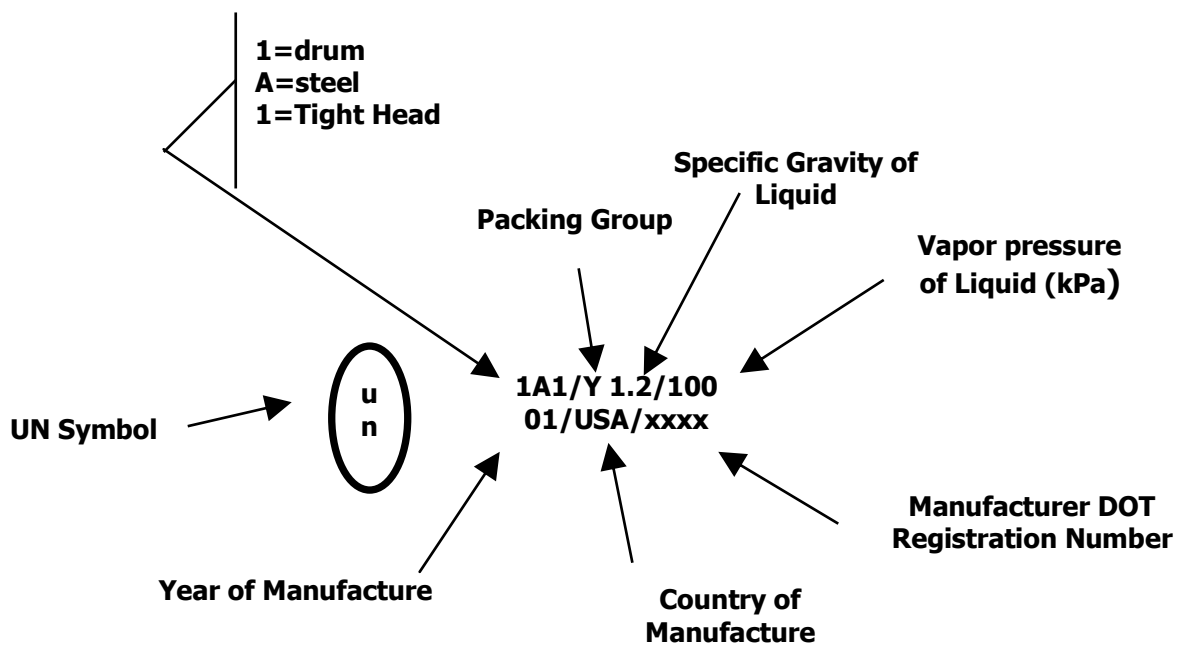 1=drum
A=steel
1=Tight Head
Specific Gravity of
Liquid
Packing Group
Vapor pressure
of Liquid (kPa)
u
n
1A1/Y 1.2/100
01/USA/xxxx
UN Symbol
Manufacturer DOT
Registration Number
Year of Manufacture
Country of
Manufacture